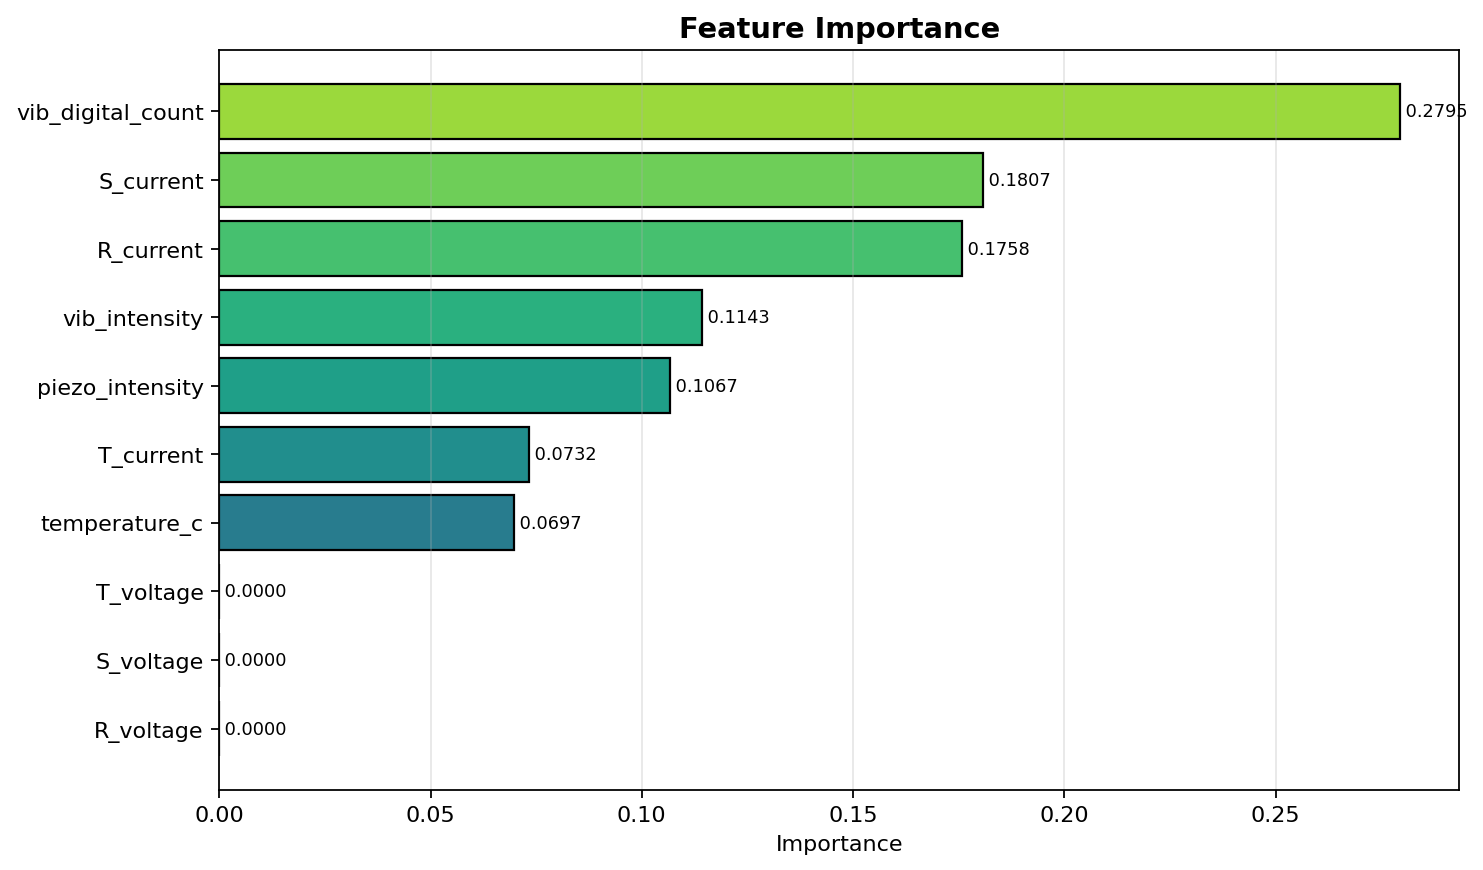 Feature Importance
vib_digital_count 0.2795
S_current 0.1807
R_current 0.1758
vib_intensity 0.1143
piezo_intensity 0.1067
T_current 0.0732
temperature_c 0.0697
T_voltage 0.0000
S_voltage 0.0000
R_voltage 0.0000
0.00 0.05 0.10 0.15 0.20 0.25
Importance